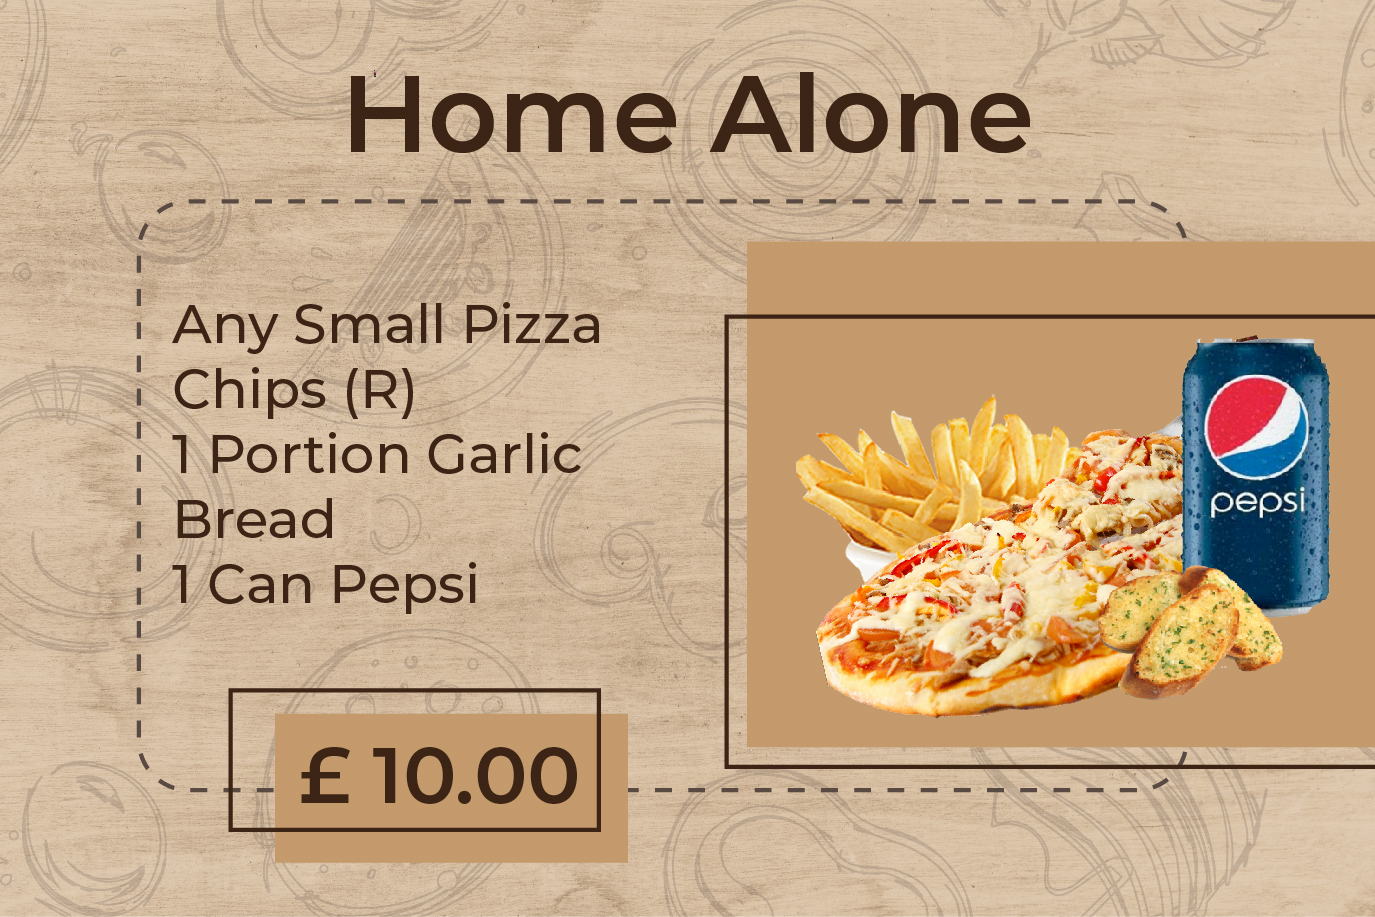 Home Alone
Any Small Pizza
Chips (R)
1 Portion Garlic
Bread
1 Can Pepsi
£ 10.00
pepsi